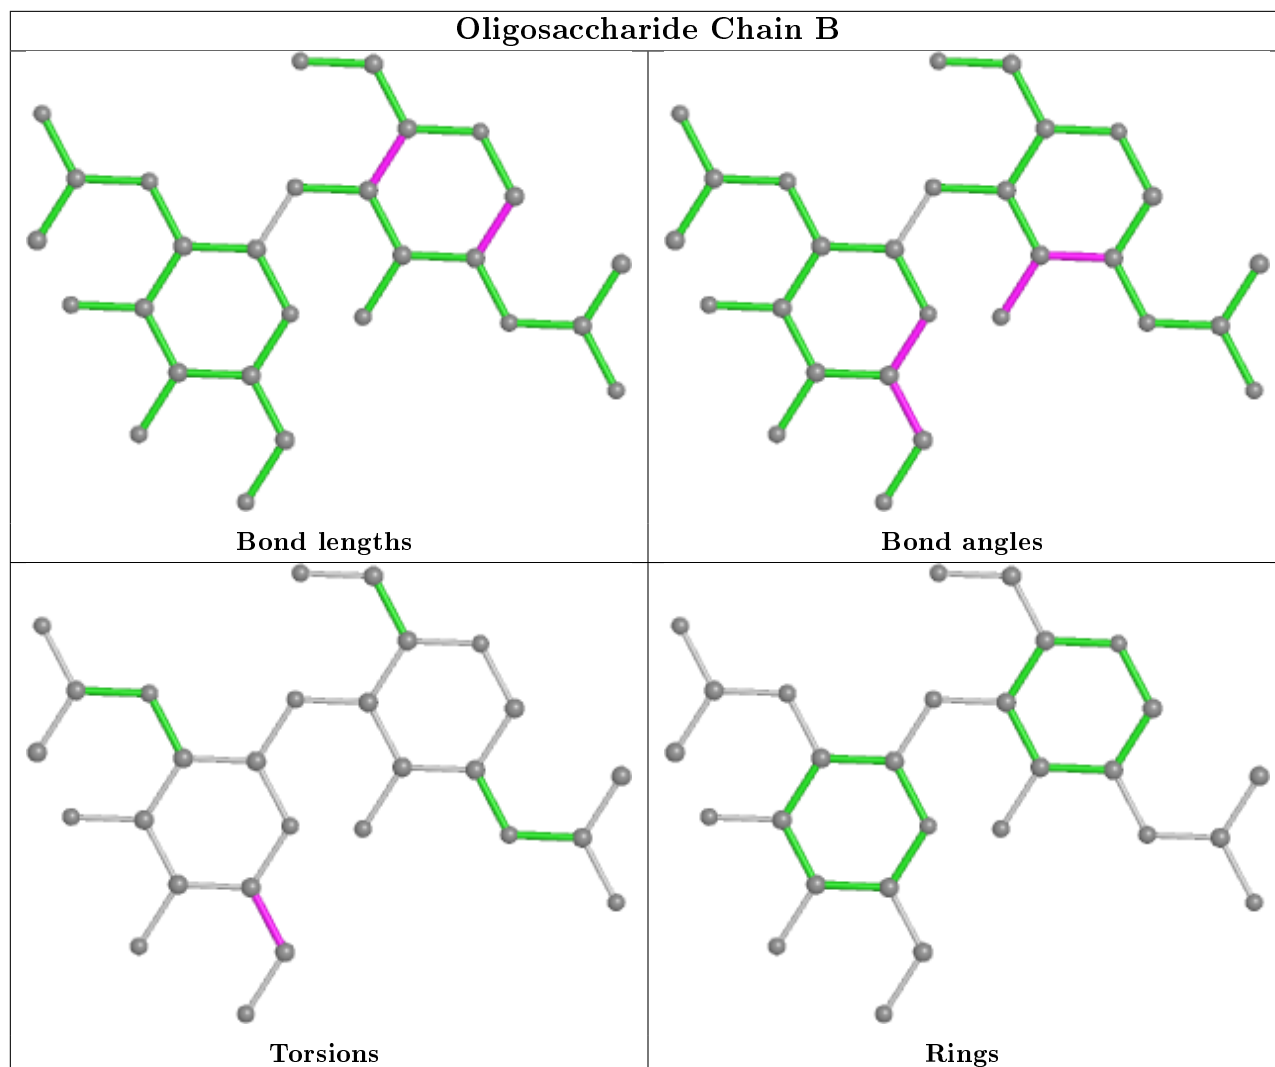 Oligosaccharide Chain B
Bond lengths
Bond angles
Torsions
Rings